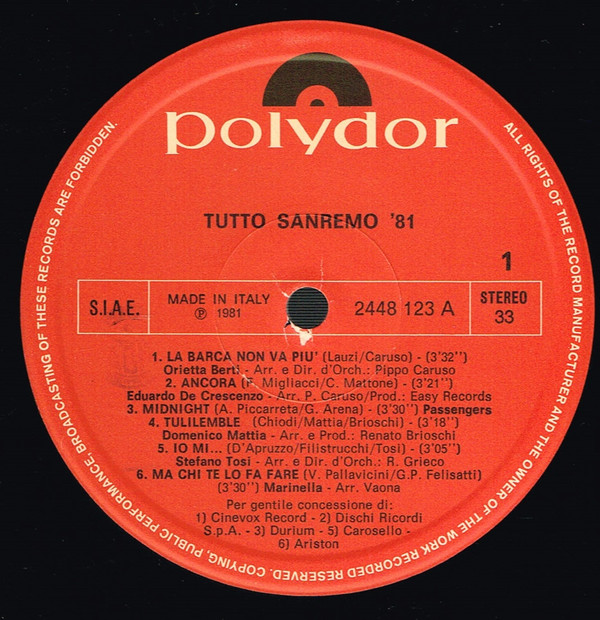 polydor
TUTTO SANREMO '81
1
S.I.A.E.
MADE IN ITALY
Ⓟ 1981
2448 123 A
STEREO
33
1. LA BARCA NON VA PIU' (Lauzi/Caruso) - (3'32'')
Orietta Berti - Arr. e Dir. d'Orch.: Pippo Caruso
2. ANCORA (F. Migliacci/C. Mattone) - (3'21'')
Eduardo De Crescenzo - Arr. P. Caruso/Prod.: Easy Records
3. MIDNIGHT (A. Piccarreta/G. Arena) - (3'30'') Passengers
4. TULILEMBLE (Chiodi/Mattia/Brioschi) - (3'18'')
Domenico Mattia - Arr. e Prod.: Renato Brioschi
5. IO MI... (D'Apruzzo/Filistrucchi/Tosi) - (3'05'')
Stefano Tosi - Arr. e Dir. d'Orch.: R. Grieco
6. MA CHI TE LO FA FARE (V. Pallavicini/G.P. Felisatti)
(3'30'') Marinella - Arr. Vaona
Per gentile concessione di:
1) Cinevox Record - 2) Dischi Ricordi
S.p.A. - 3) Durium - 5) Carosello -
6) Ariston
ALL RIGHTS OF THE RECORD MANUFACTURER AND THE OWNER OF THE WORK RECORDED RESERVED. COPYING, PUBLIC PERFORMANCE, BROADCASTING OF THESE RECORDS ARE FORBIDDEN.